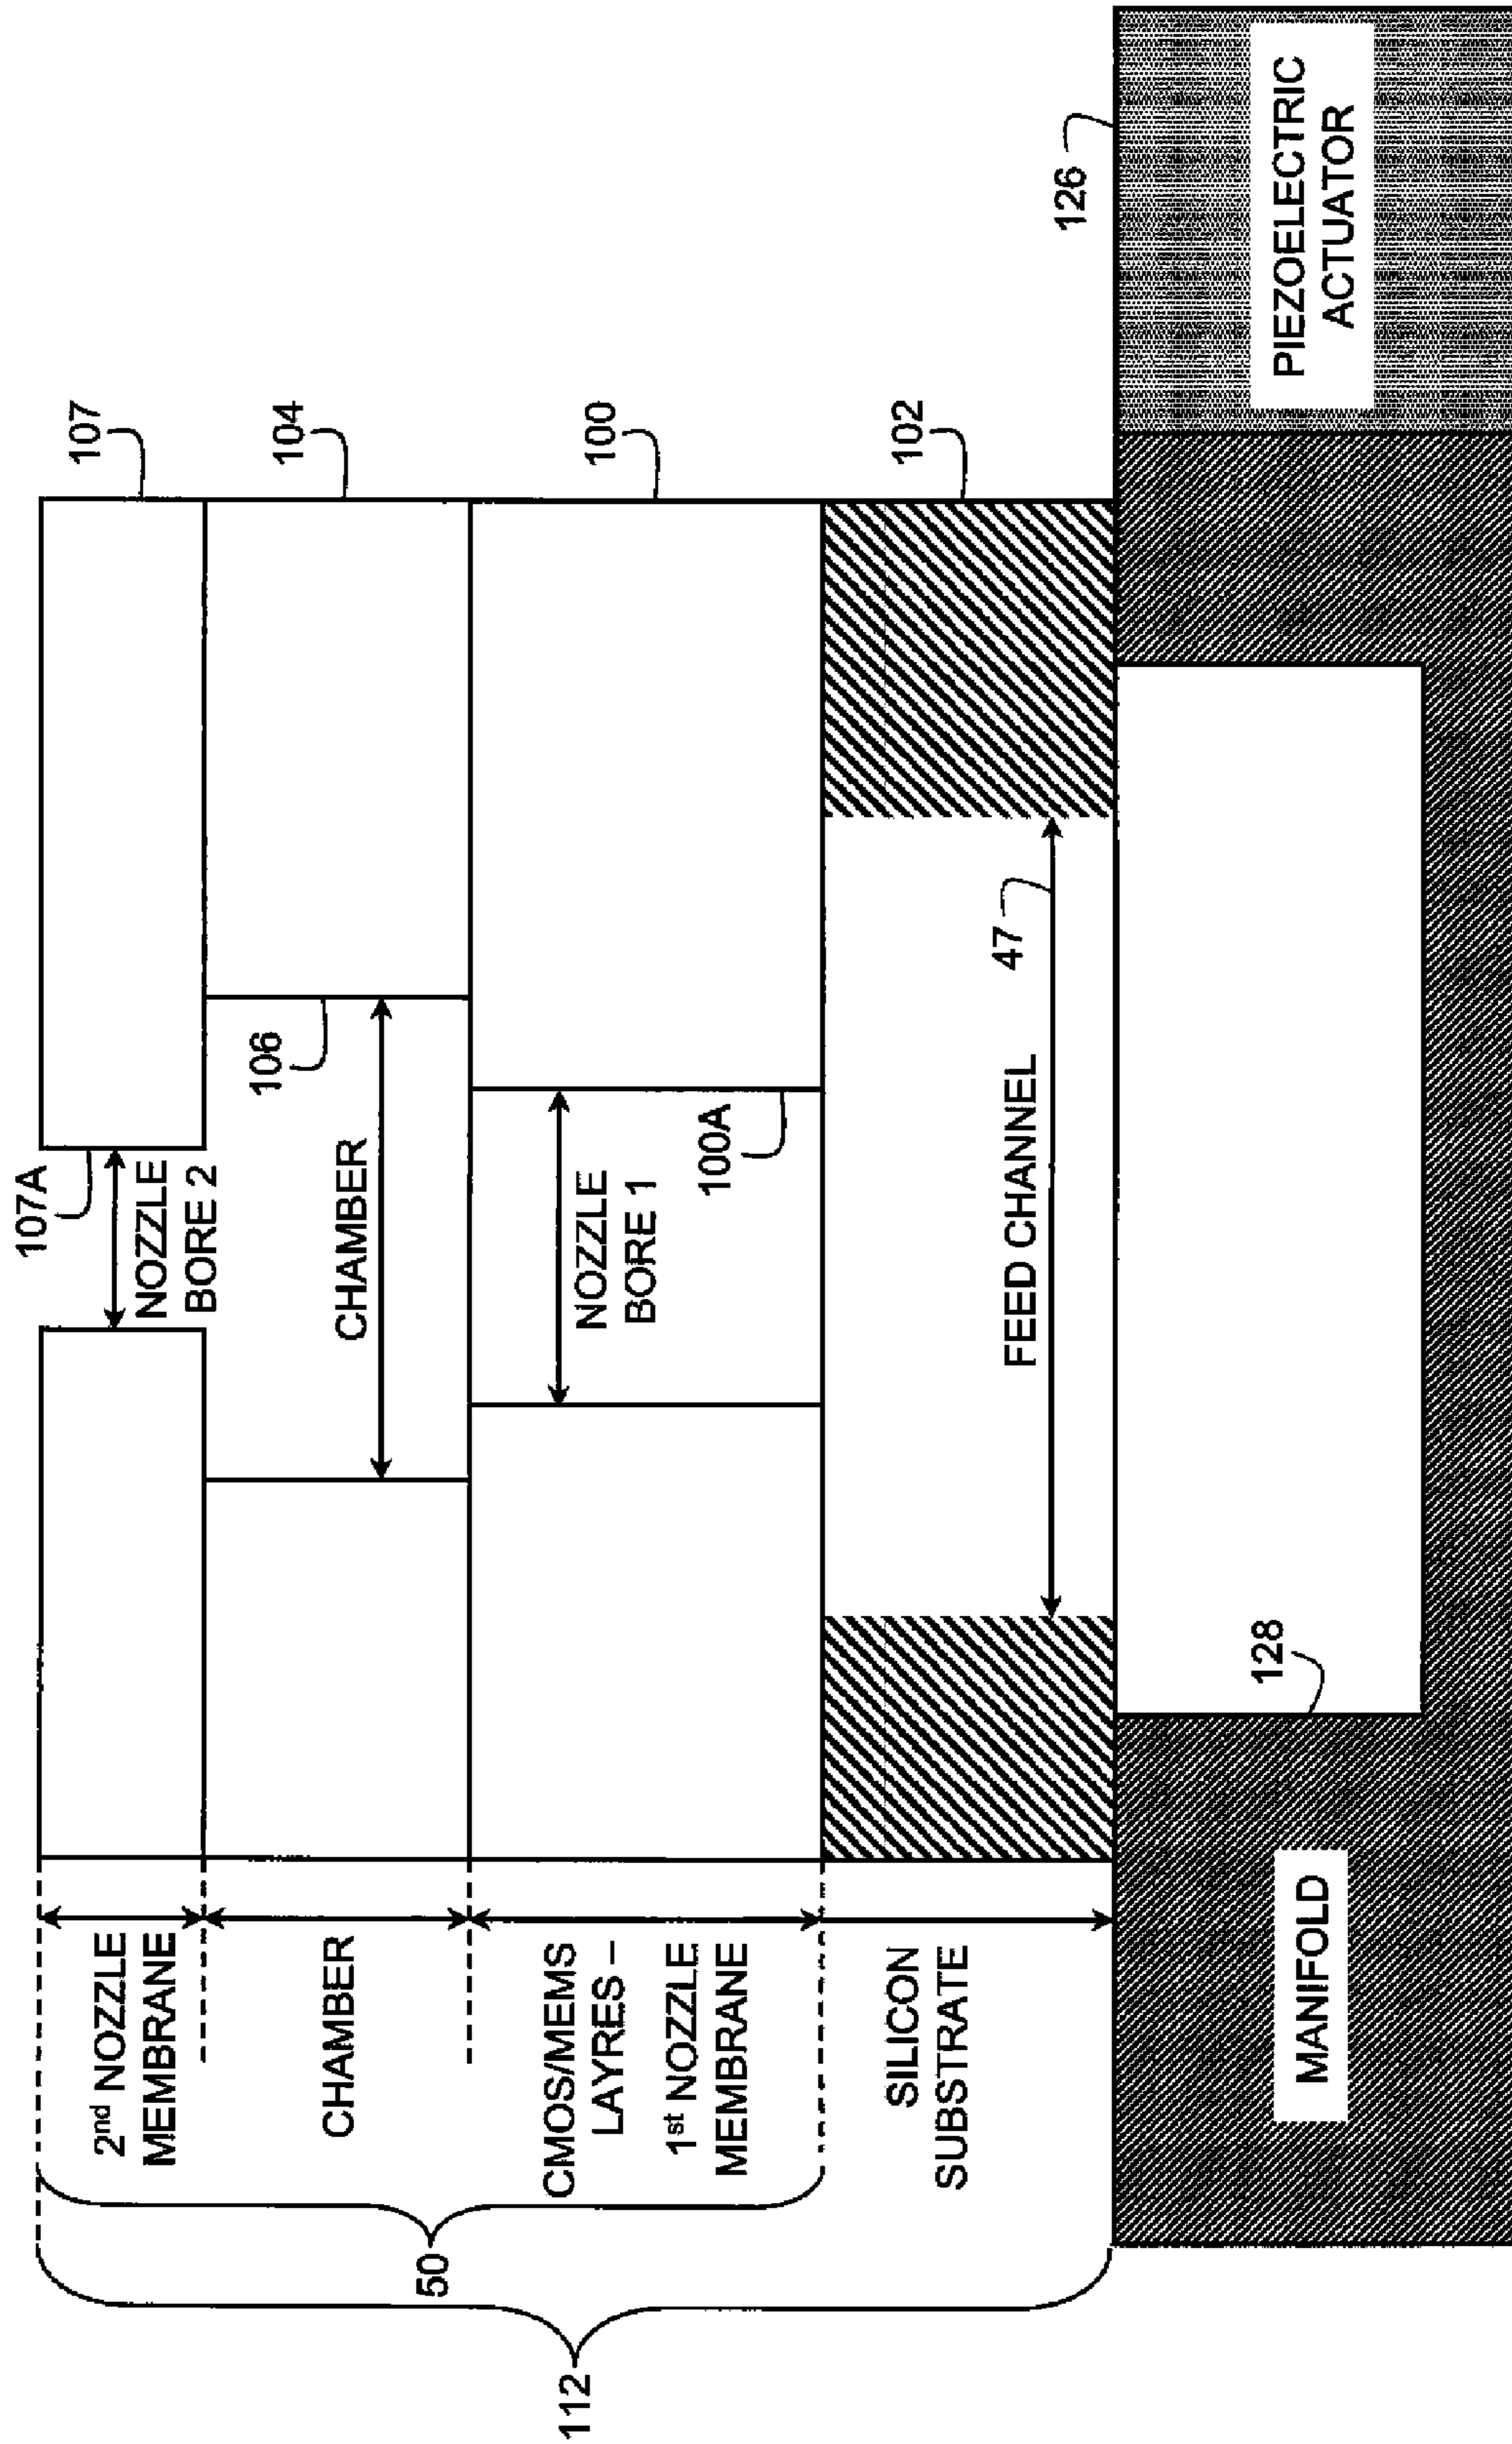 2nd NOZZLE
MEMBRANE
CHAMBER
CMOS/MEMS
LAYRES –
1st NOZZLE
MEMBRANE
SILICON
SUBSTRATE
50
112
107A
NOZZLE
BORE 2
106
CHAMBER
NOZZLE
BORE 1
100A
FEED CHANNEL
47
107
104
100
102
126
PIEZOELECTRIC
ACTUATOR
128
MANIFOLD